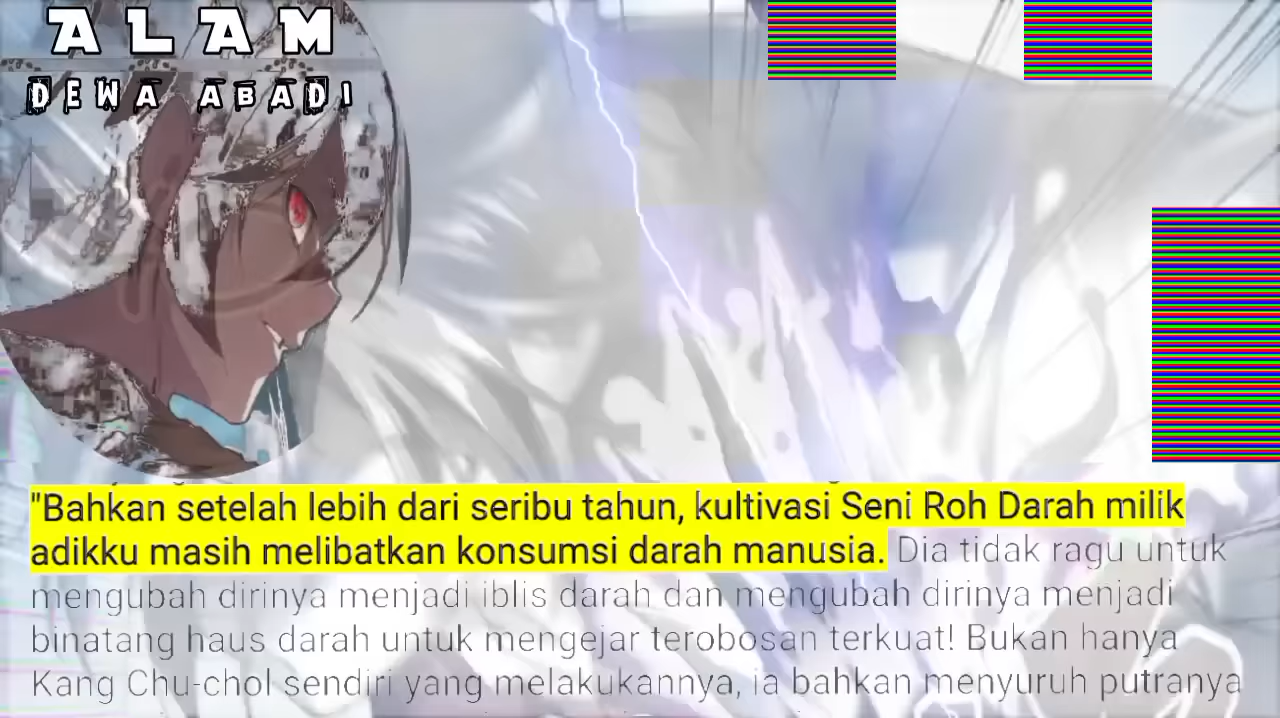 ALAM
DEWA ABADI
"Bahkan setelah lebih dari seribu tahun, kultivasi Seni Roh Darah milik
adikku masih melibatkan konsumsi darah manusia. Dia tidak ragu untuk
mengubah dirinya menjadi iblis darah dan mengubah dirinya menjadi
binatang haus darah untuk mengejar terobosan terkuat! Bukan hanya
Kang Chu-chol sendiri yang melakukannya, ia bahkan menyuruh putranya